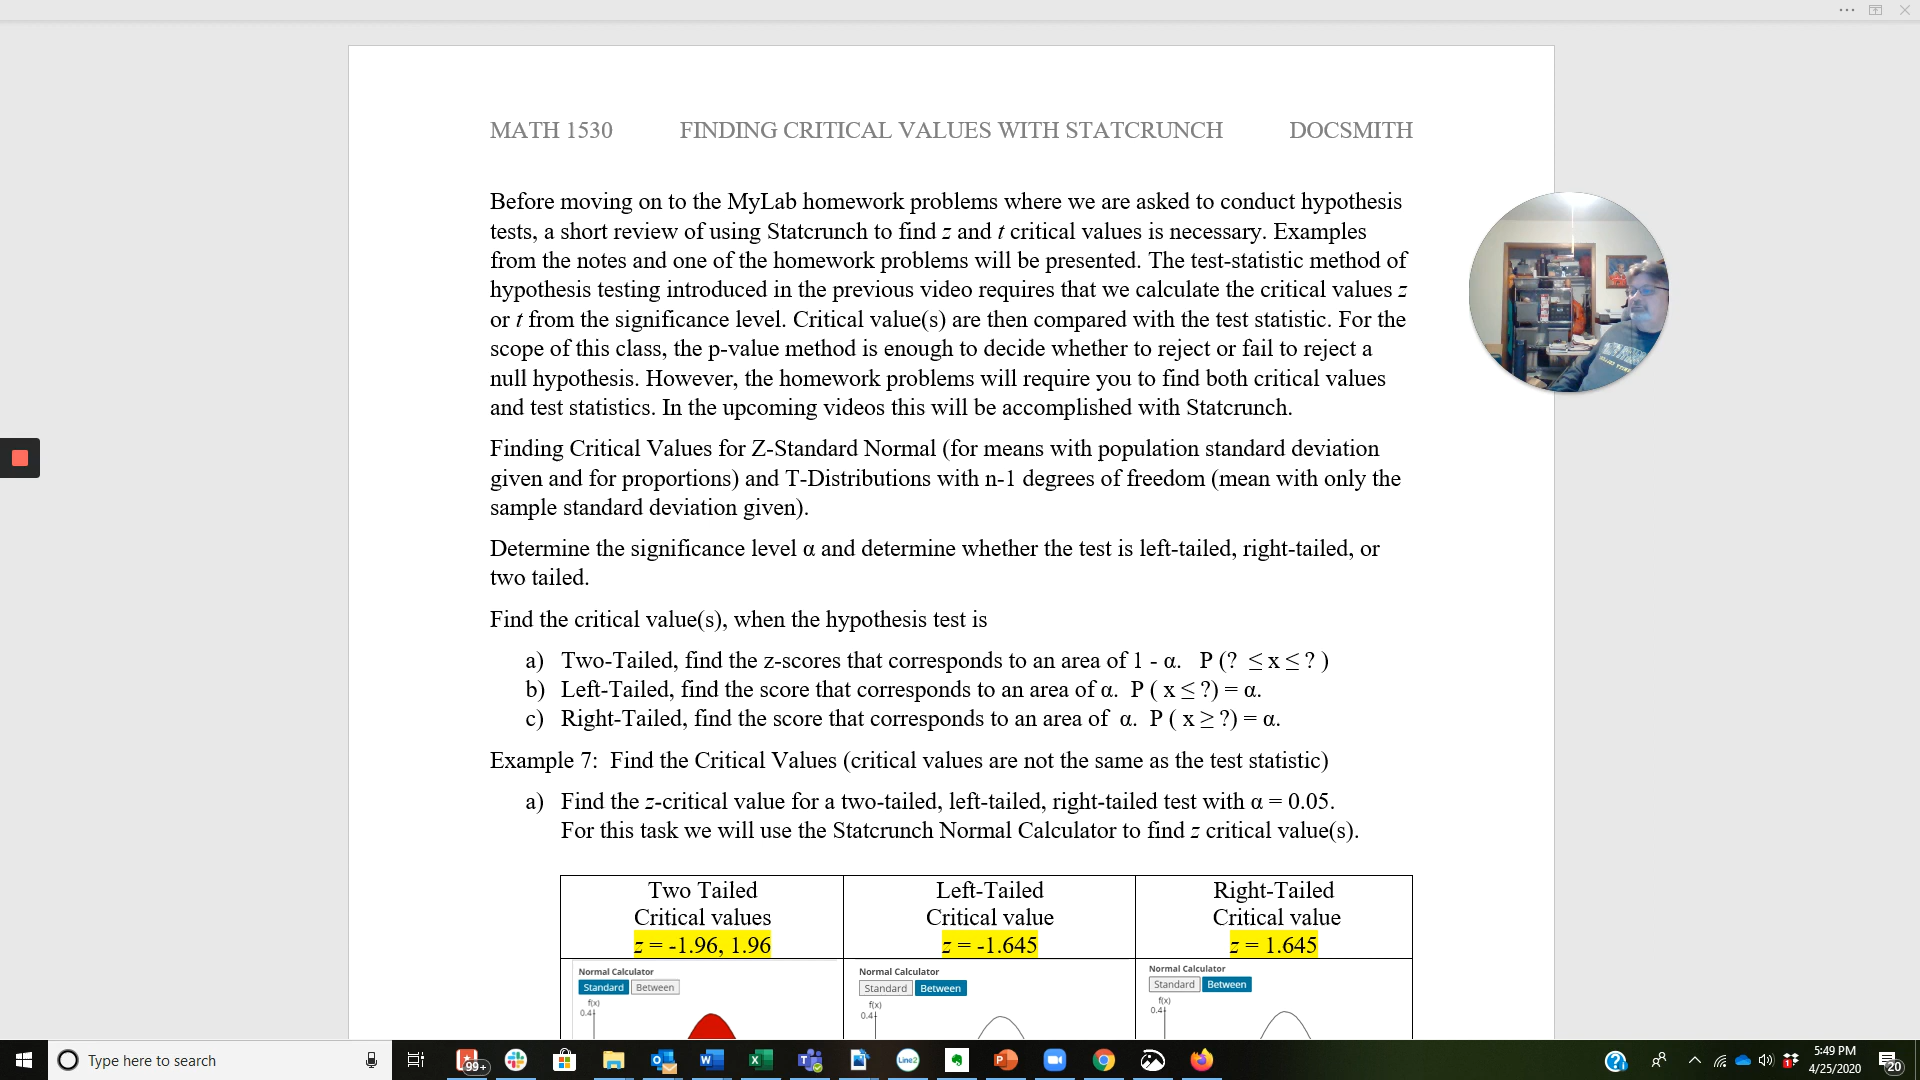 MATH 1530 FINDING CRITICAL VALUES WITH STATCRUNCH DOCSMITH
Before moving on to the MyLab homework problems where we are asked to conduct hypothesis
tests, a short review of using Statcrunch to find z and t critical values is necessary. Examples
from the notes and one of the homework problems will be presented. The test-statistic method of
hypothesis testing introduced in the previous video requires that we calculate the critical values z
or t from the significance level. Critical value(s) are then compared with the test statistic. For the
scope of this class, the p-value method is enough to decide whether to reject or fail to reject a
null hypothesis. However, the homework problems will require you to find both critical values
and test statistics. In the upcoming videos this will be accomplished with Statcrunch.
Finding Critical Values for Z-Standard Normal (for means with population standard deviation
given and for proportions) and T-Distributions with n-1 degrees of freedom (mean with only the
sample standard deviation given).
Determine the significance level α and determine whether the test is left-tailed, right-tailed, or
two tailed.
Find the critical value(s), when the hypothesis test is
a) Two-Tailed, find the z-scores that corresponds to an area of 1 - α. P (? ≤ x ≤ ? )
b) Left-Tailed, find the score that corresponds to an area of α. P ( x ≤ ?) = α.
c) Right-Tailed, find the score that corresponds to an area of α. P ( x ≥ ?) = α.
Example 7: Find the Critical Values (critical values are not the same as the test statistic)
a) Find the z-critical value for a two-tailed, left-tailed, right-tailed test with α = 0.05.
For this task we will use the Statcrunch Normal Calculator to find z critical value(s).
Two Tailed
Critical values
z = -1.96, 1.96
Left-Tailed
Critical value
z = -1.645
Right-Tailed
Critical value
z = 1.645
Normal Calculator
Standard Between
f(x)
0.4
Normal Calculator
Standard Between
f(x)
0.4
Normal Calculator
Standard Between
f(x)
0.4
Type here to search
99+
Line2
5:49 PM
4/25/2020
20